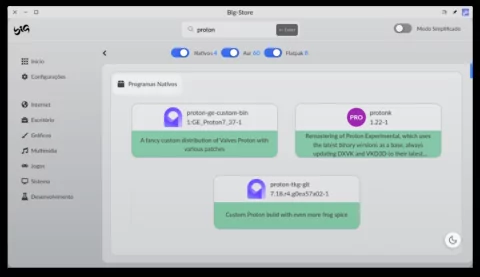 Big-Store
big
proton
Modo Simplificado
Nativos 4
Aur 60
Flatpak 8
Início
Configurações
Internet
Escritório
Gráficos
Multimídia
Jogos
Sistema
Desenvolvimento
Programas Nativos
proton-ge-custom-bin
1:GE_Proton7_37-1
A fancy custom distribution of Valves Proton with
various patches
PRO
protonk
1.22-1
Remastering of Proton Experimental, which uses
the latest binary versions as a base, always
updating DXVK and VKD3D to their latest...
proton-tkg-git
7.18.r4.g0ea57x02-1
Custom Proton build with even more frog spice